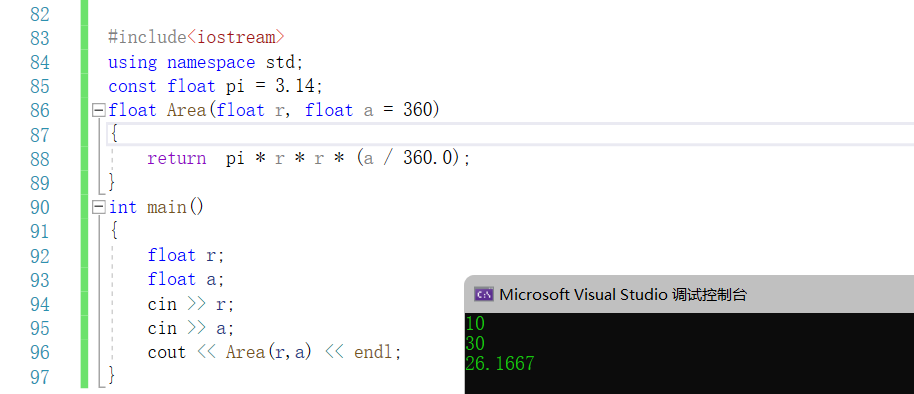 82
83 #include<iostream>
84 using namespace std;
85 const float pi = 3.14;
86 float Area(float r, float a = 360)
87 {
88 return  pi * r * r * (a / 360.0);
89 }
90 int main()
91 {
92 float r;
93 float a;
94 cin >> r;
95 cin >> a;
96 cout << Area(r,a) << endl;
97 }
C:\ Microsoft Visual Studio 调试控制台
10
30
26.1667